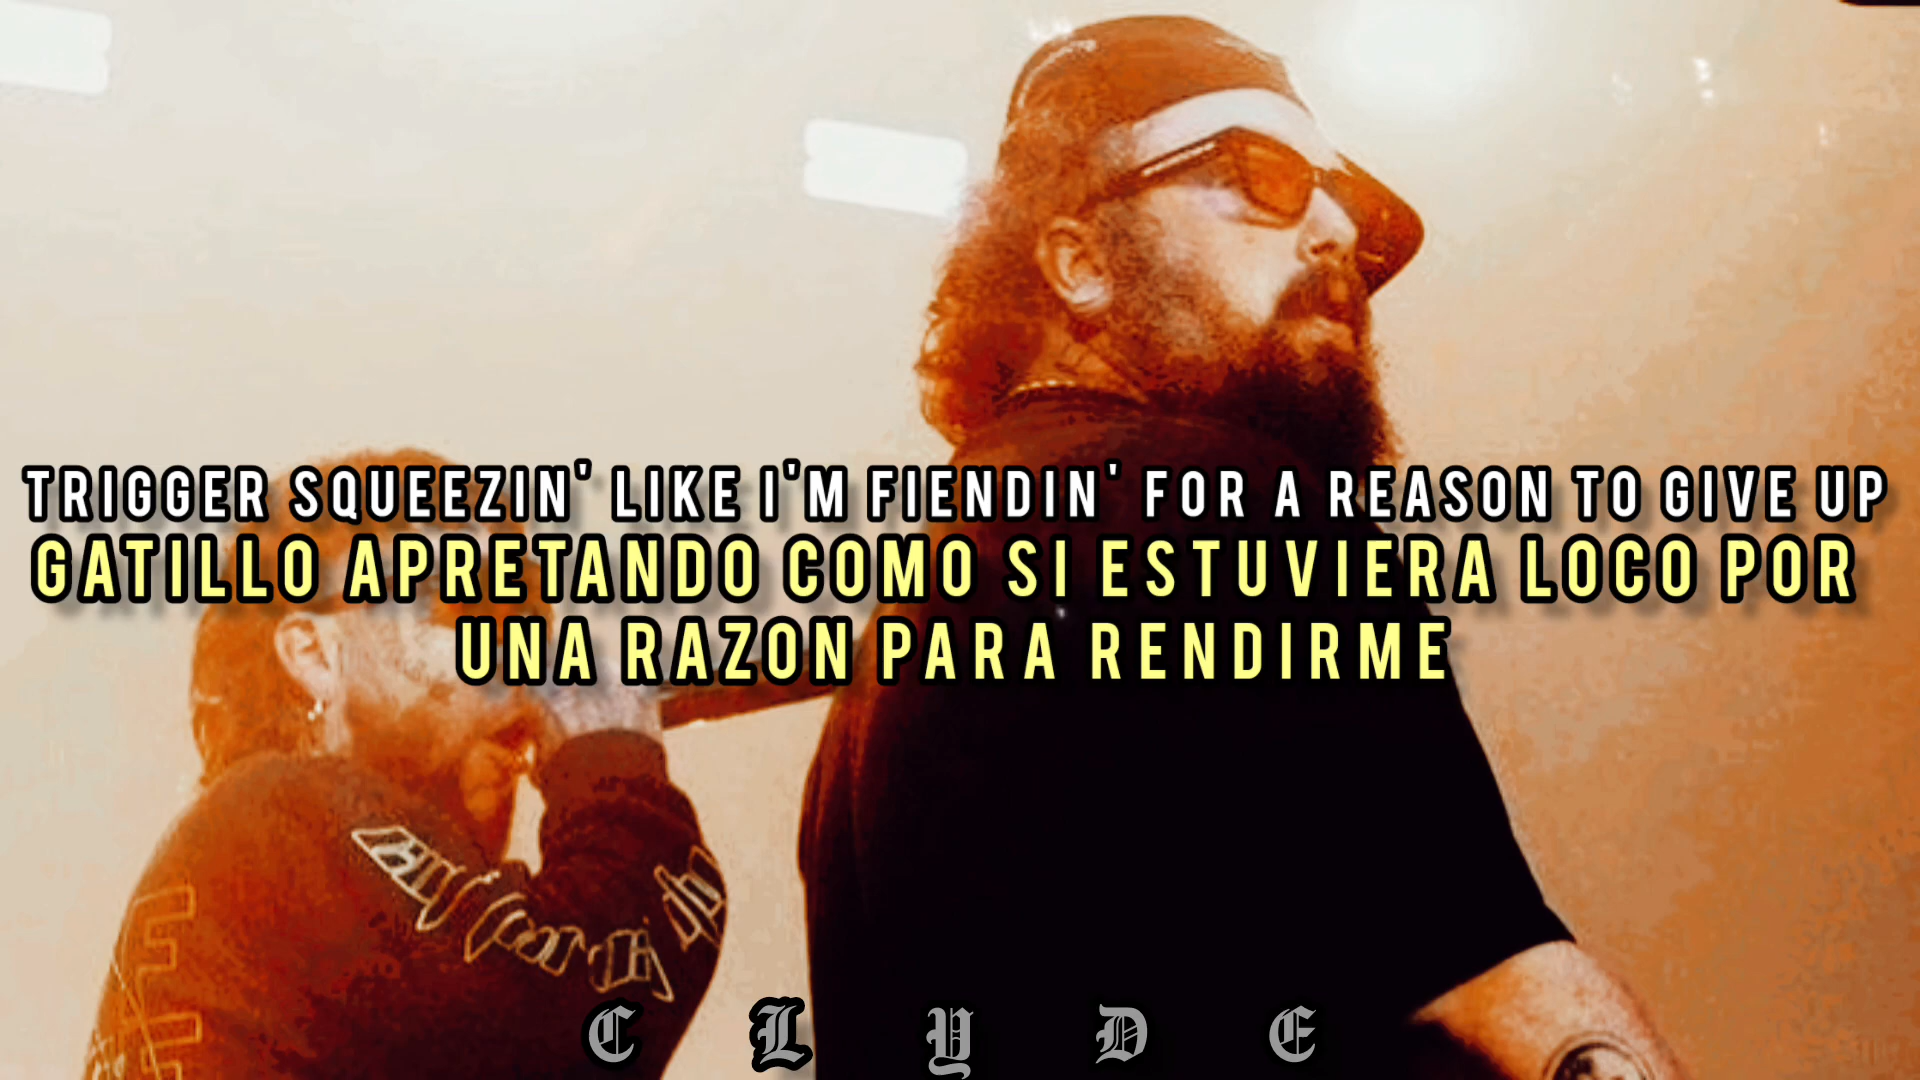 TRIGGER SQUEEZIN' LIKE I'M FIENDIN' FOR A REASON TO GIVE UP
GATILLO APRETANDO COMO SI ESTUVIERA LOCO POR
UNA RAZON PARA RENDIRME
C L Y D E